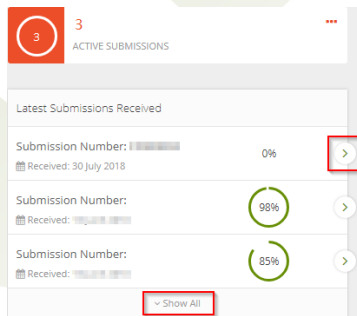 3
3
ACTIVE SUBMISSIONS
Latest Submissions Received
Submission Number:
0%
Received: 30 July 2018
Submission Number:
98%
Received:
Submission Number:
85%
Received:
Show All